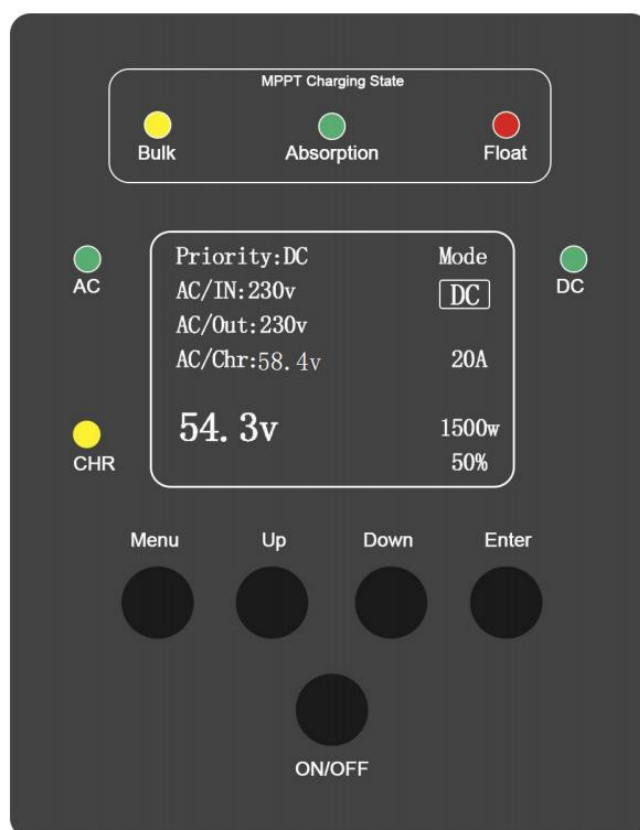 MPPT Charging State
Bulk Absorption Float
Priority:DC Mode
AC DC
AC/IN:230v DC
AC/Out:230v
AC/Chr:58.4v 20A
54.3v 1500w
CHR 50%
Menu Up Down Enter
ON/OFF